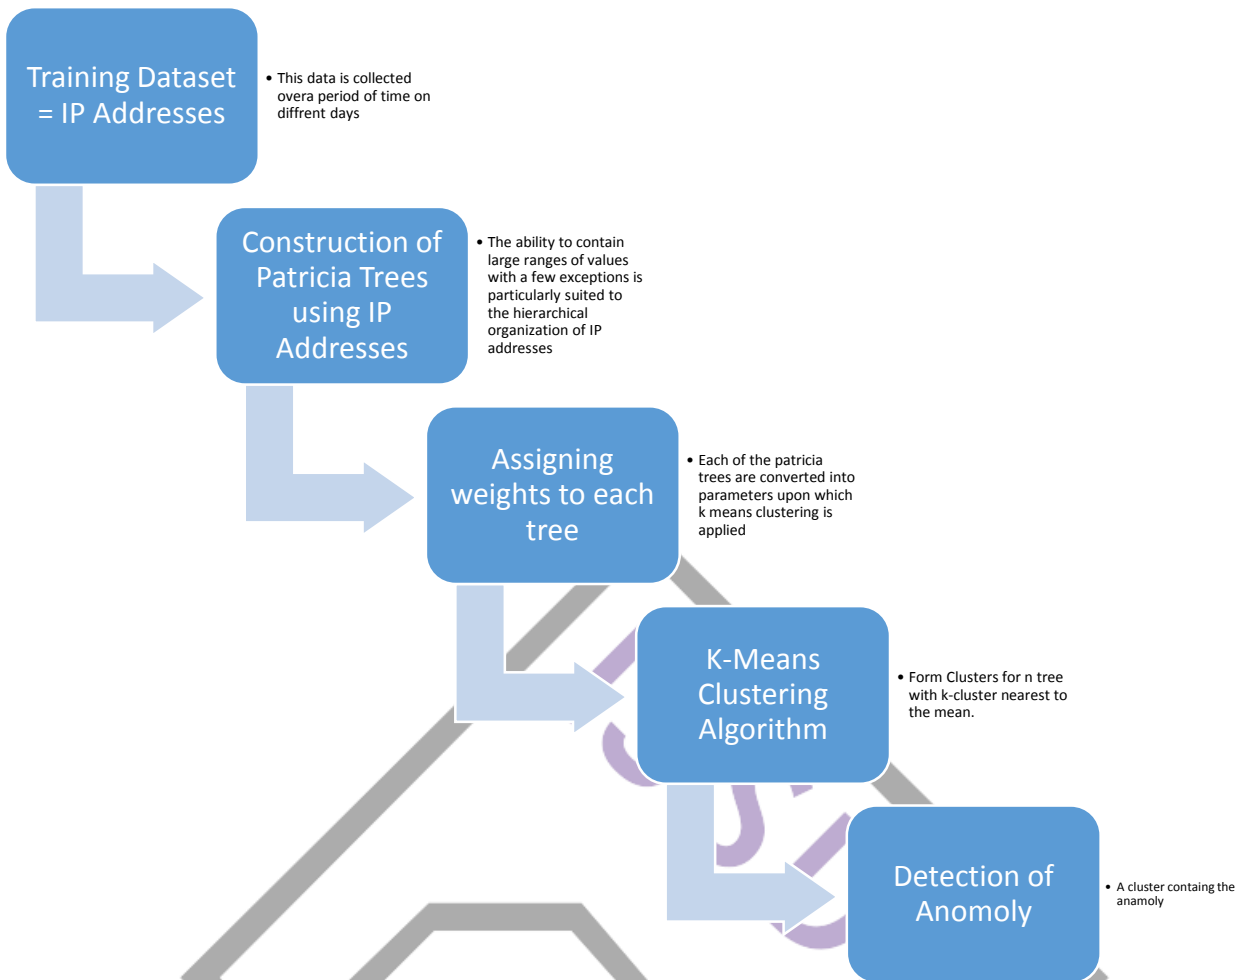 Training Dataset
= IP Addresses
• This data is collected
overa period of time on
diffrent days
Construction of
Patricia Trees
using IP
Addresses
• The ability to contain
large ranges of values
with a few exceptions is
particularly suited to
the hierarchical
organization of IP
addresses
Assigning
weights to each
tree
• Each of the patricia
trees are converted into
parameters upon which
k means clustering is
applied
K-Means
Clustering
Algorithm
• Form Clusters for n tree
with k-cluster nearest to
the mean.
Detection of
Anomoly
• A cluster containg the
anamoly